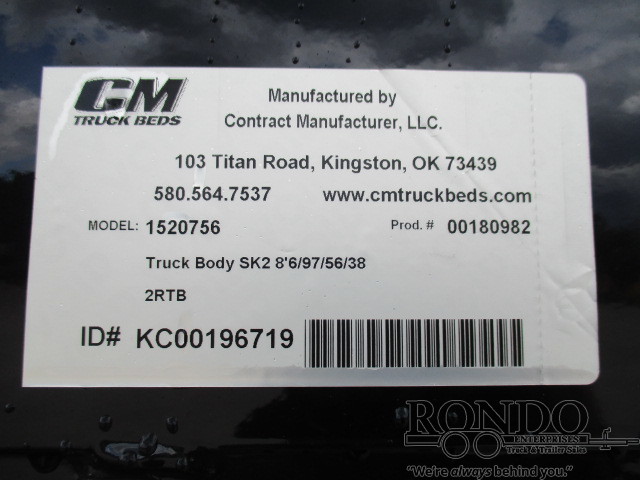 CM
TRUCK BEDS
Manufactured by
Contract Manufacturer, LLC.
103 Titan Road, Kingston, OK 73439
580.564.7537 www.cmtruckbeds.com
MODEL: 1520756 Prod. # 00180982
Truck Body SK2 8'6/97/56/38
2RTB
ID# KC00196719
RONDO
ENTERPRISES
Truck & Trailer Sales
"We're always behind you."